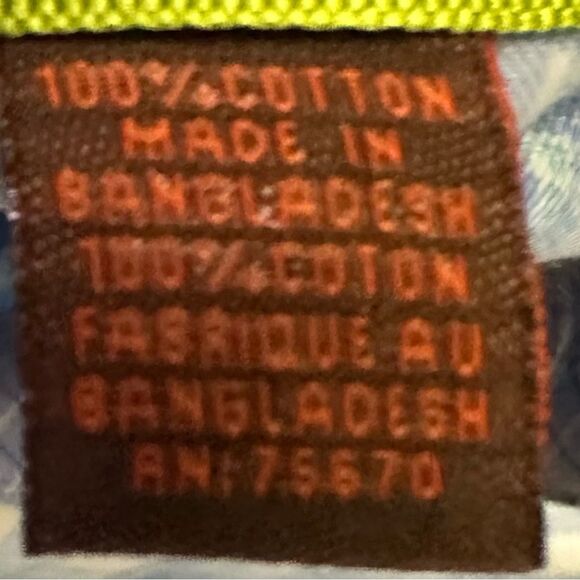 100% COTTON
MADE IN
BANGLADESH
100% COTON
FABRIQUE AU
BANGLADESH
RN: 75670